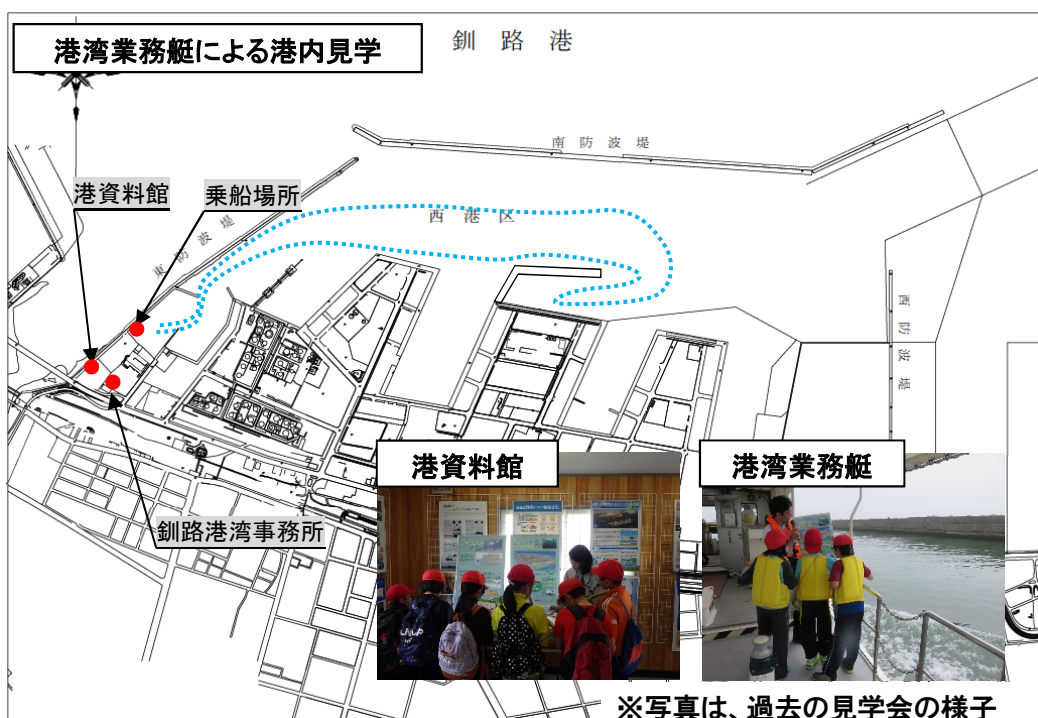 港湾業務艇による港内見学
釧路港
南防波堤
港資料館
乗船場所
西港区
東防波堤
西防波堤
釧路港湾事務所
港資料館
港湾業務艇
※写真は、過去の見学会の様子